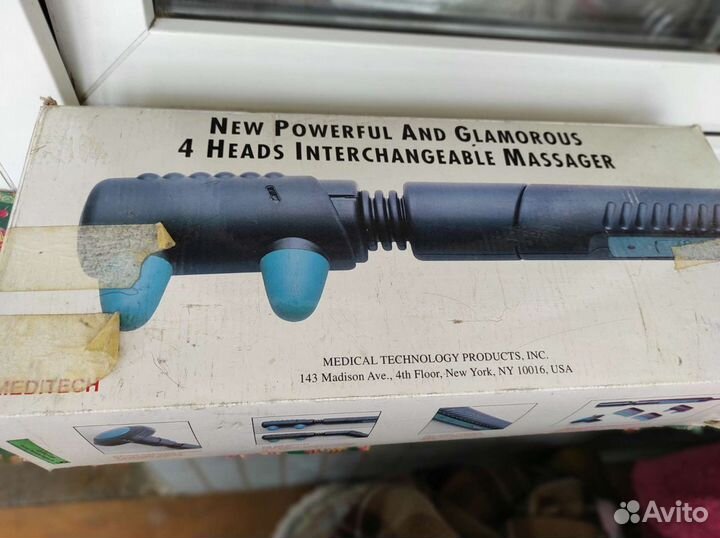 New Powerful And Glamorous
4 Heads Interchangeable Massager
MEDICAL TECHNOLOGY PRODUCTS, INC.
143 Madison Ave., 4th Floor, New York, NY 10016, USA
MEDITECH
Avito